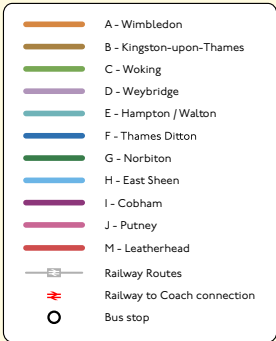 A - Wimbledon
B - Kingston-upon-Thames
C - Woking
D - Weybridge
E - Hampton / Walton
F - Thames Ditton
G - Norbiton
H - East Sheen
I - Cobham
J - Putney
M - Leatherhead
Railway Routes
Railway to Coach connection
Bus stop